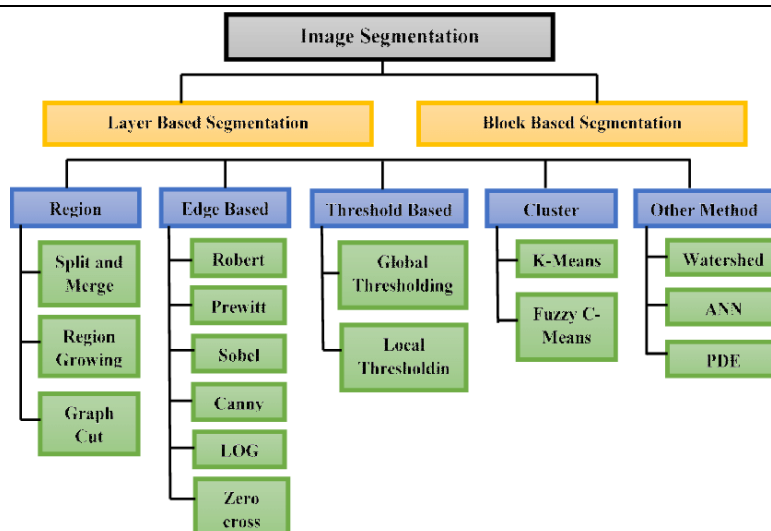 Image Segmentation
Layer Based Segmentation
Block Based Segmentation
Region
Edge Based
Threshold Based
Cluster
Other Method
Split and
Merge
Region
Growing
Graph
Cut
Robert
Prewitt
Sobel
Canny
LOG
Zero
cross
Global
Thresholding
Local
Thresholdin
K-Means
Fuzzy C-
Means
Watershed
ANN
PDE